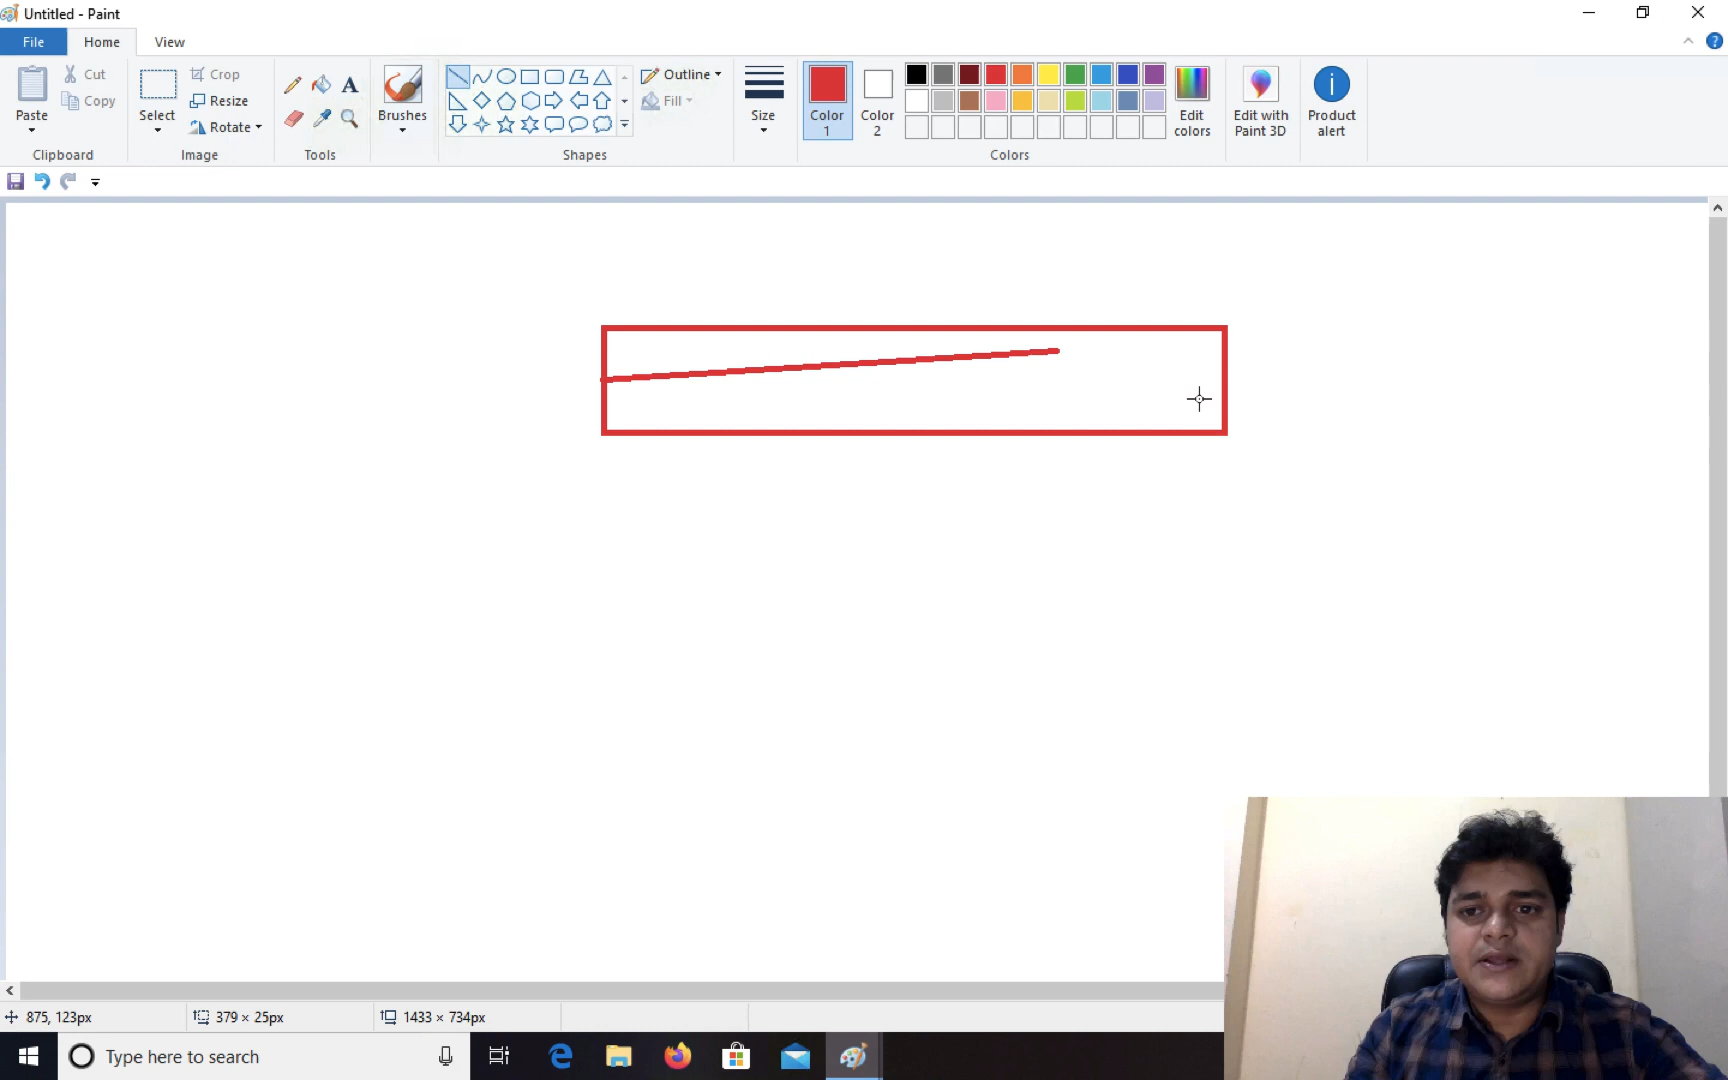 Untitled - Paint
File Home View
Paste
Cut
Copy
Clipboard
Select
Crop
Resize
Rotate
Image
A
Tools
Brushes
Outline
Fill
Shapes
Size
Color 1
Color 2
Edit colors
Colors
Edit with Paint 3D
Product alert
875, 123px 379 × 25px 1433 × 734px
Type here to search